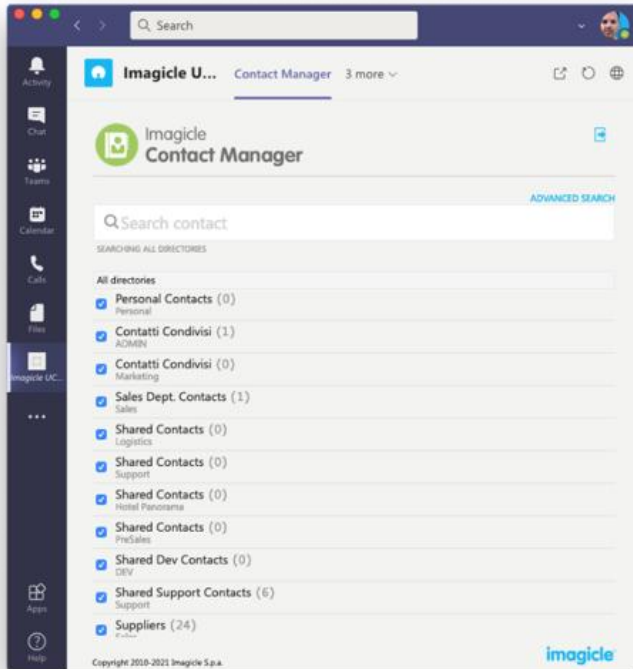 Search
Activity
Chat
Teams
Calendar
Calls
Files
Imagicle UC...
Apps
Help
Imagicle U...
Contact Manager
3 more
Imagicle
Contact Manager
ADVANCED SEARCH
Search contact
SEARCHING ALL DIRECTORIES
All directories
Personal Contacts (0)
Personal
Contatti Condivisi (1)
ADMIN
Contatti Condivisi (0)
Marketing
Sales Dept. Contacts (1)
Sales
Shared Contacts (0)
Logistics
Shared Contacts (0)
Support
Shared Contacts (0)
Hotel Panorama
Shared Contacts (0)
PreSales
Shared Dev Contacts (0)
DEV
Shared Support Contacts (6)
Support
Suppliers (24)
Sales
Copyright 2010-2021 Imagicle S.p.a.
imagicle